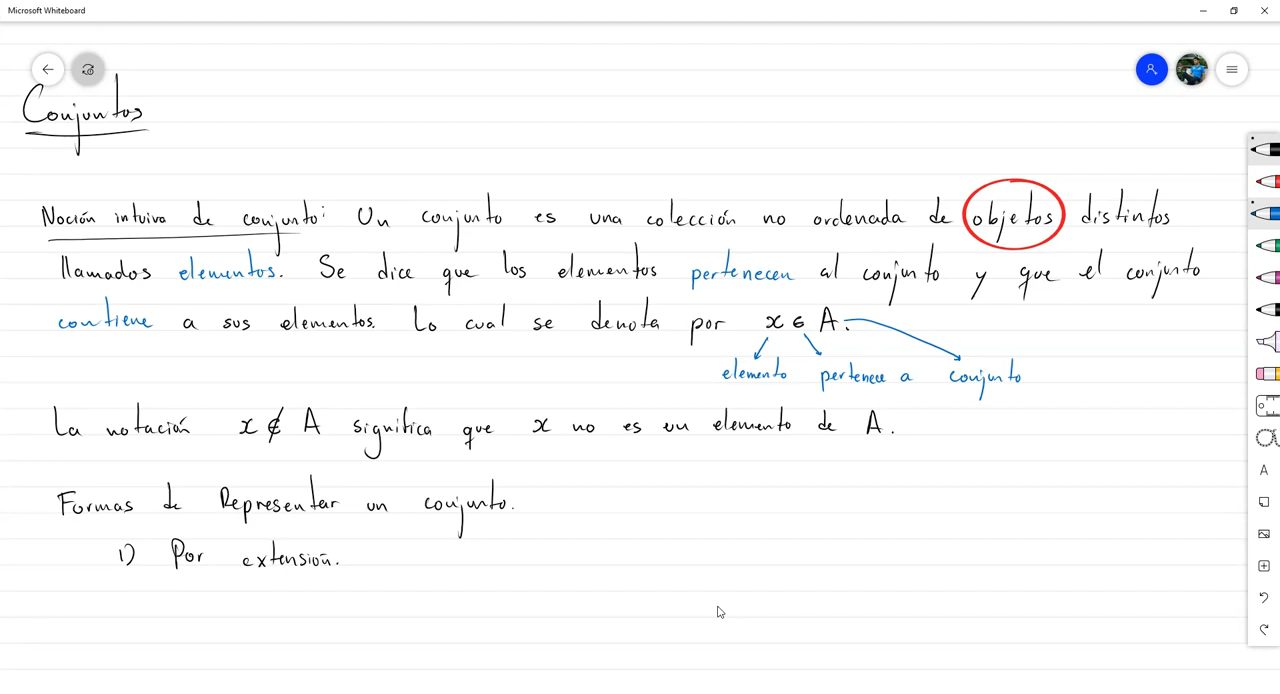 Microsoft Whiteboard
Conjuntos
Noción intuiva de conjunto: Un conjunto es una colección no ordenada de objetos distintos
llamados elementos. Se dice que los elementos pertenecen al conjunto y que el conjunto
contiene a sus elementos. Lo cual se denota por x ∈ A.
elemento pertenece a conjunto
La notación x ∉ A significa que x no es un elemento de A.
Formas de Representar un conjunto.
1) Por extensión.